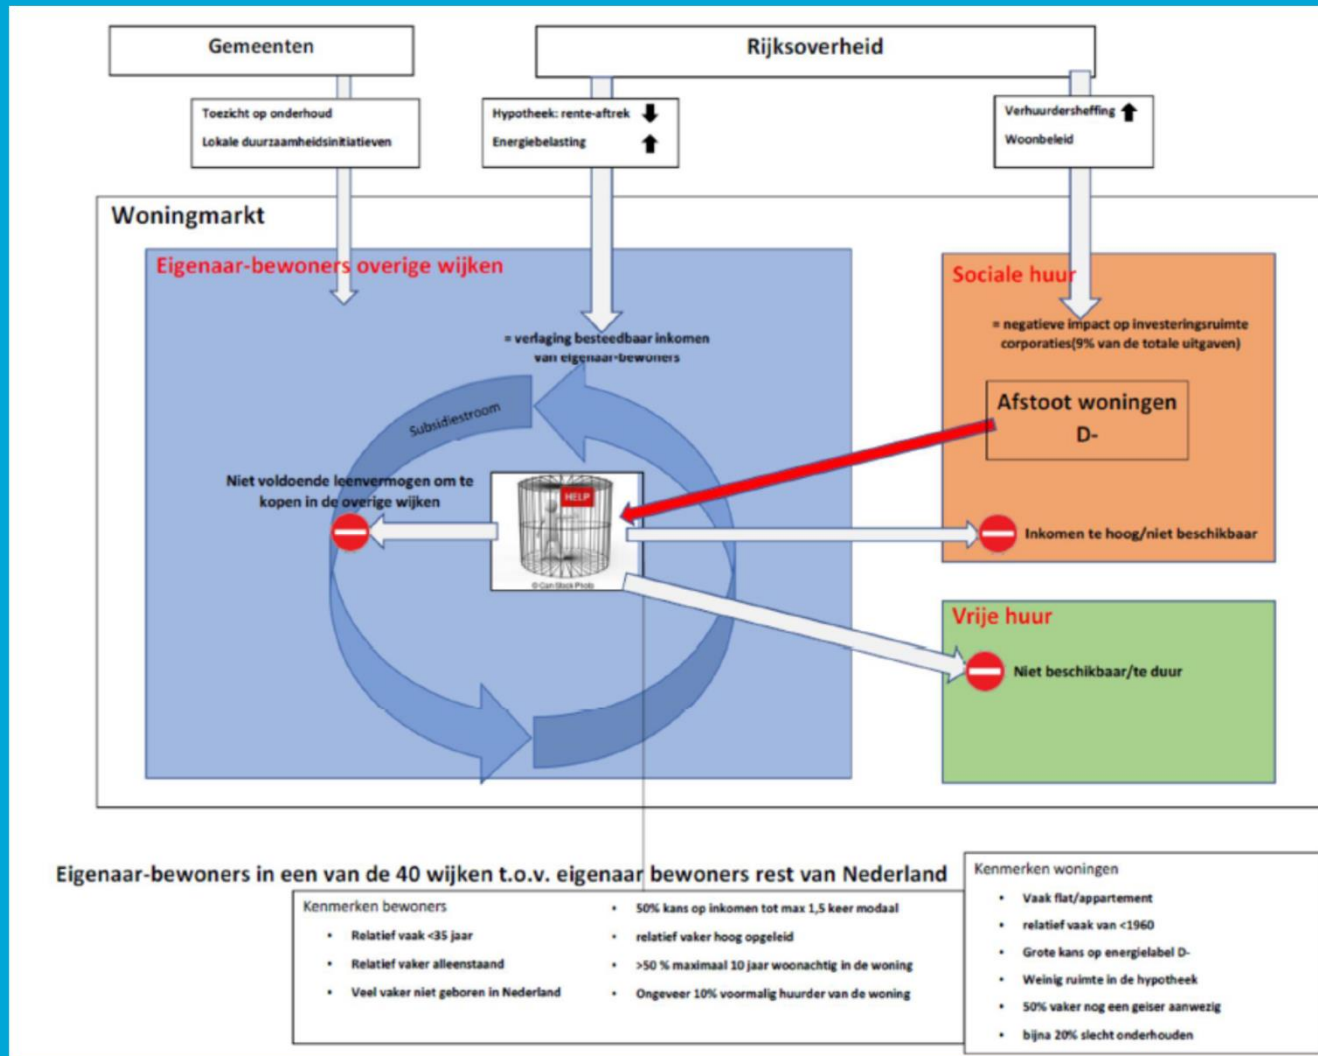 Gemeenten
Rijksoverheid
Toezicht op onderhoud
Lokale duurzaamheidsinitiatieven
Hypotheek: rente-aftrek
Energiebelasting
Verhuurdersheffing
Woonbeleid
Woningmarkt
Eigenaar-bewoners overige wijken
= verlaging besteedbaar inkomen
van eigenaar-bewoners
Subsidiestroom
Niet voldoende leenvermogen om te
kopen in de overige wijken
HELP
© Can Stock Photo
Sociale huur
= negatieve impact op investeringsruimte
corporaties(9% van de totale uitgaven)
Afstoot woningen
D-
Inkomen te hoog/niet beschikbaar
Vrije huur
Niet beschikbaar/te duur
Eigenaar-bewoners in een van de 40 wijken t.o.v. eigenaar bewoners rest van Nederland
Kenmerken bewoners
• Relatief vaak <35 jaar
• Relatief vaker alleenstaand
• Veel vaker niet geboren in Nederland
• 50% kans op inkomen tot max 1,5 keer modaal
• relatief vaker hoog opgeleid
• >50 % maximaal 10 jaar woonachtig in de woning
• Ongeveer 10% voormalig huurder van de woning
Kenmerken woningen
• Vaak flat/appartement
• relatief vaak van <1960
• Grote kans op energielabel D-
• Weinig ruimte in de hypotheek
• 50% vaker nog een geiser aanwezig
• bijna 20% slecht onderhouden